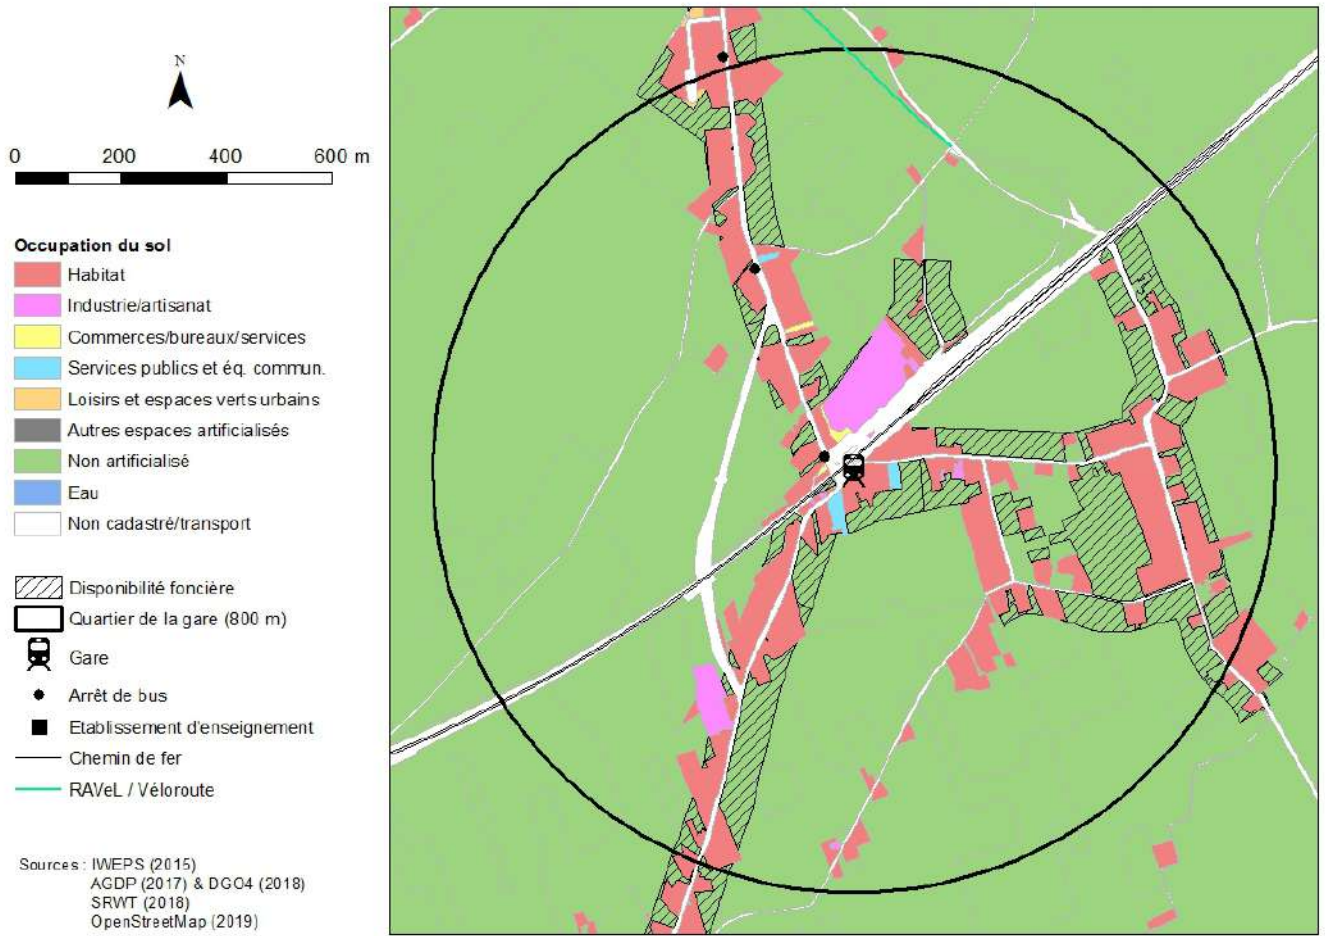 N
0 200 400 600 m
Occupation du sol
Habitat
Industrie/artisanat
Commerces/bureaux/services
Services publics et éq. commun.
Loisirs et espaces verts urbains
Autres espaces artificialisés
Non artificialisé
Eau
Non cadastré/transport
Disponibilité foncière
Quartier de la gare (800 m)
Gare
Arrêt de bus
Etablissement d'enseignement
Chemin de fer
RAVeL / Véloroute
Sources : IWEPS (2015)
AGDP (2017) & DGO4 (2018)
SRWT (2018)
OpenStreetMap (2019)